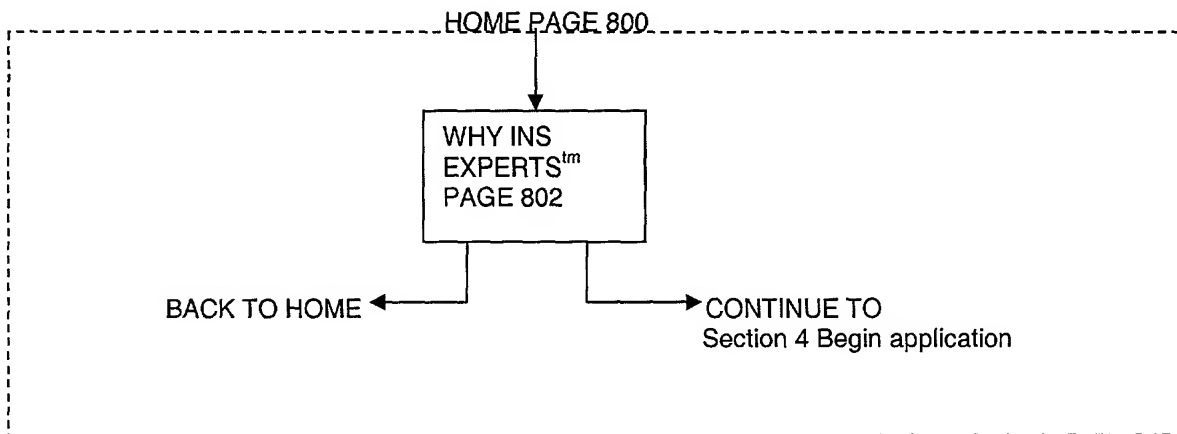 HOME PAGE 800
WHY INS
EXPERTS™
PAGE 802
BACK TO HOME
CONTINUE TO
Section 4 Begin application